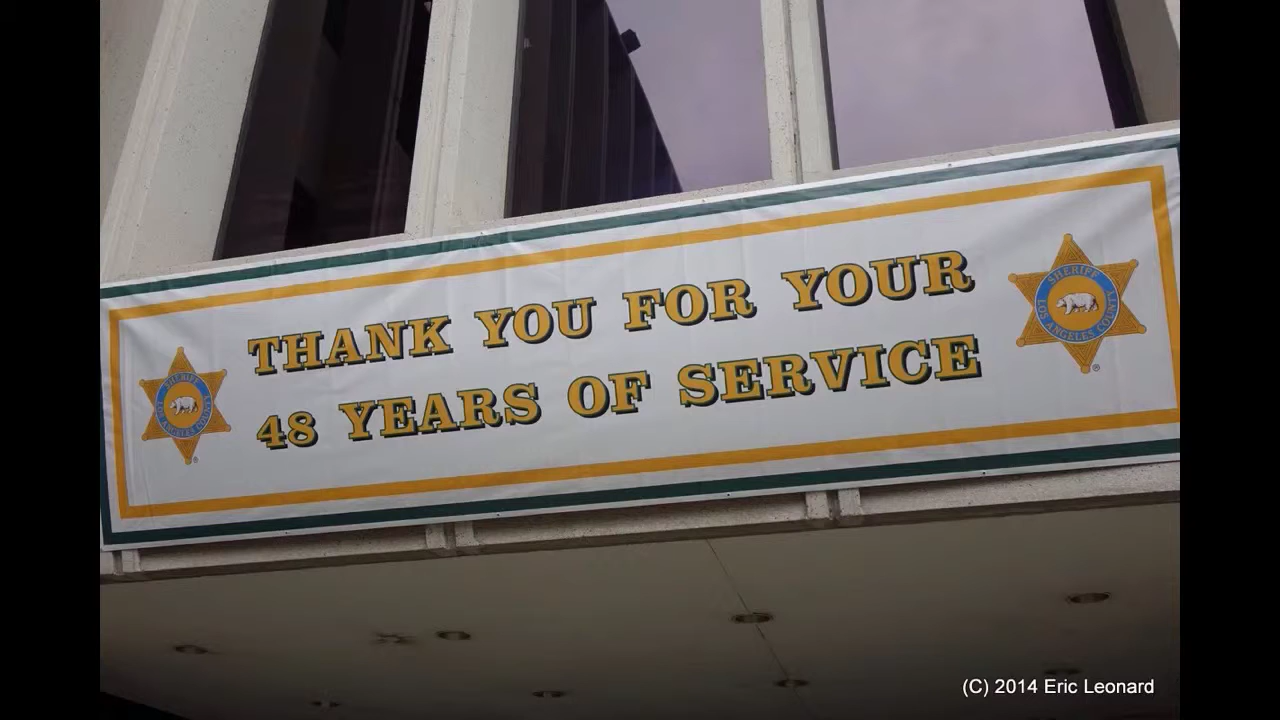 THANK YOU FOR YOUR
48 YEARS OF SERVICE
SHERIFF
LOS ANGELES COUNTY
®
SHERIFF
LOS ANGELES COUNTY
®
(C) 2014 Eric Leonard